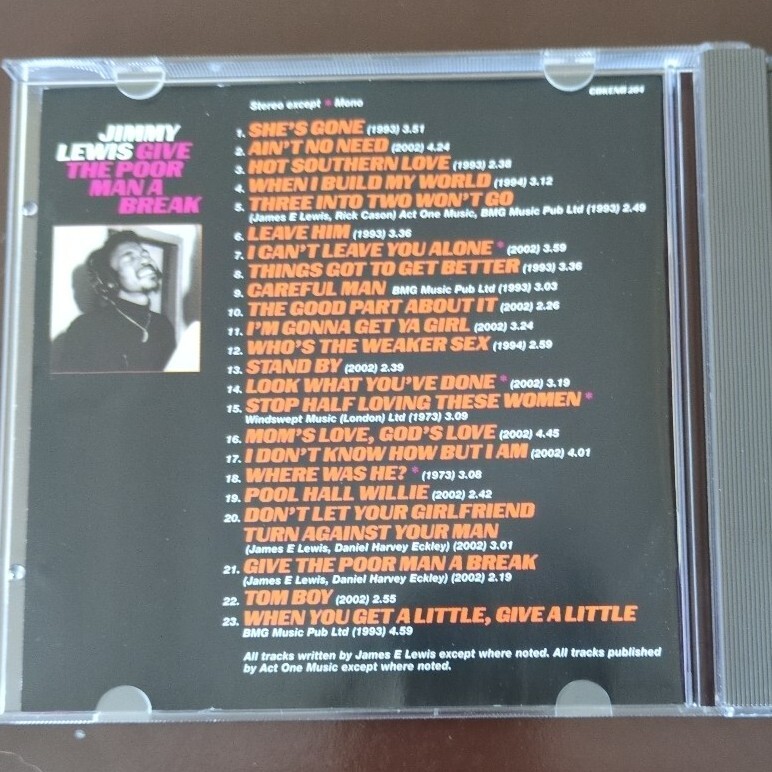 JIMMY
LEWIS GIVE
THE POOR
MAN A
BREAK
Stereo except * Mono
1. SHE'S GONE (1993) 3.51
2. AIN'T NO NEED (2002) 4.24
3. HOT SOUTHERN LOVE (1993) 2.38
4. WHEN I BUILD MY WORLD (1994) 3.12
5. THREE INTO TWO WON'T GO
(James E Lewis, Rick Cason) Act One Music, BMG Music Pub Ltd (1993) 2.49
6. LEAVE HIM (1993) 3.36
7. I CAN'T LEAVE YOU ALONE * (2002) 3.59
8. THINGS GOT TO GET BETTER (1993) 3.36
9. CAREFUL MAN BMG Music Pub Ltd (1993) 3.03
10. THE GOOD PART ABOUT IT (2002) 2.26
11. I'M GONNA GET YA GIRL (2002) 3.24
12. WHO'S THE WEAKER SEX (1994) 2.59
13. STAND BY (2002) 2.39
14. LOOK WHAT YOU'VE DONE * (2002) 3.19
15. STOP HALF LOVING THESE WOMEN *
Windswept Music (London) Ltd (1973) 3.09
16. MOM'S LOVE, GOD'S LOVE (2002) 4.45
17. I DON'T KNOW HOW BUT I AM (2002) 4.01
18. WHERE WAS HE? * (1973) 3.08
19. POOL HALL WILLIE (2002) 2.42
20. DON'T LET YOUR GIRLFRIEND
TURN AGAINST YOUR MAN
(James E Lewis, Daniel Harvey Eckley) (2002) 3.01
21. GIVE THE POOR MAN A BREAK
(James E Lewis, Daniel Harvey Eckley) (2002) 2.19
22. TOM BOY (2002) 2.55
23. WHEN YOU GET A LITTLE, GIVE A LITTLE
BMG Music Pub Ltd (1993) 4.59
All tracks written by James E Lewis except where noted. All tracks published
by Act One Music except where noted.